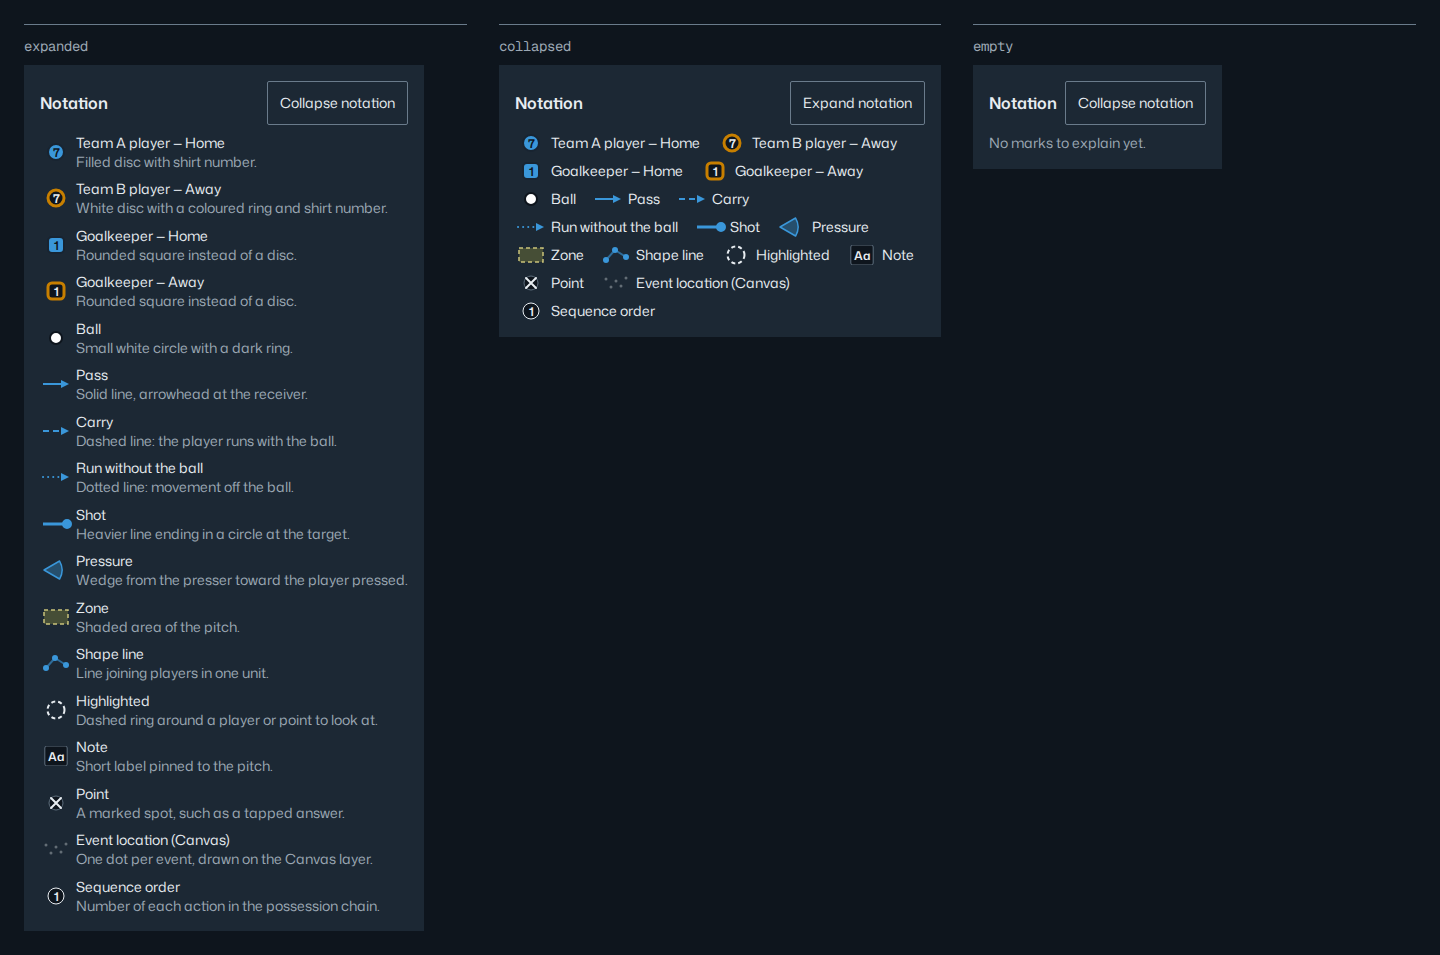 expanded
Notation
Collapse notation
7
Team A player – Home
Filled disc with shirt number.
7
Team B player – Away
White disc with a coloured ring and shirt number.
1
Goalkeeper – Home
Rounded square instead of a disc.
1
Goalkeeper – Away
Rounded square instead of a disc.
Ball
Small white circle with a dark ring.
Pass
Solid line, arrowhead at the receiver.
Carry
Dashed line: the player runs with the ball.
Run without the ball
Dotted line: movement off the ball.
Shot
Heavier line ending in a circle at the target.
Pressure
Wedge from the presser toward the player pressed.
Zone
Shaded area of the pitch.
Shape line
Line joining players in one unit.
Highlighted
Dashed ring around a player or point to look at.
Aa
Note
Short label pinned to the pitch.
Point
A marked spot, such as a tapped answer.
Event location (Canvas)
One dot per event, drawn on the Canvas layer.
1
Sequence order
Number of each action in the possession chain.
collapsed
Notation
Expand notation
7 Team A player – Home 7 Team B player – Away
1 Goalkeeper – Home 1 Goalkeeper – Away
Ball Pass Carry
Run without the ball Shot Pressure
Zone Shape line Highlighted Aa Note
Point Event location (Canvas)
1 Sequence order
empty
Notation
Collapse notation
No marks to explain yet.